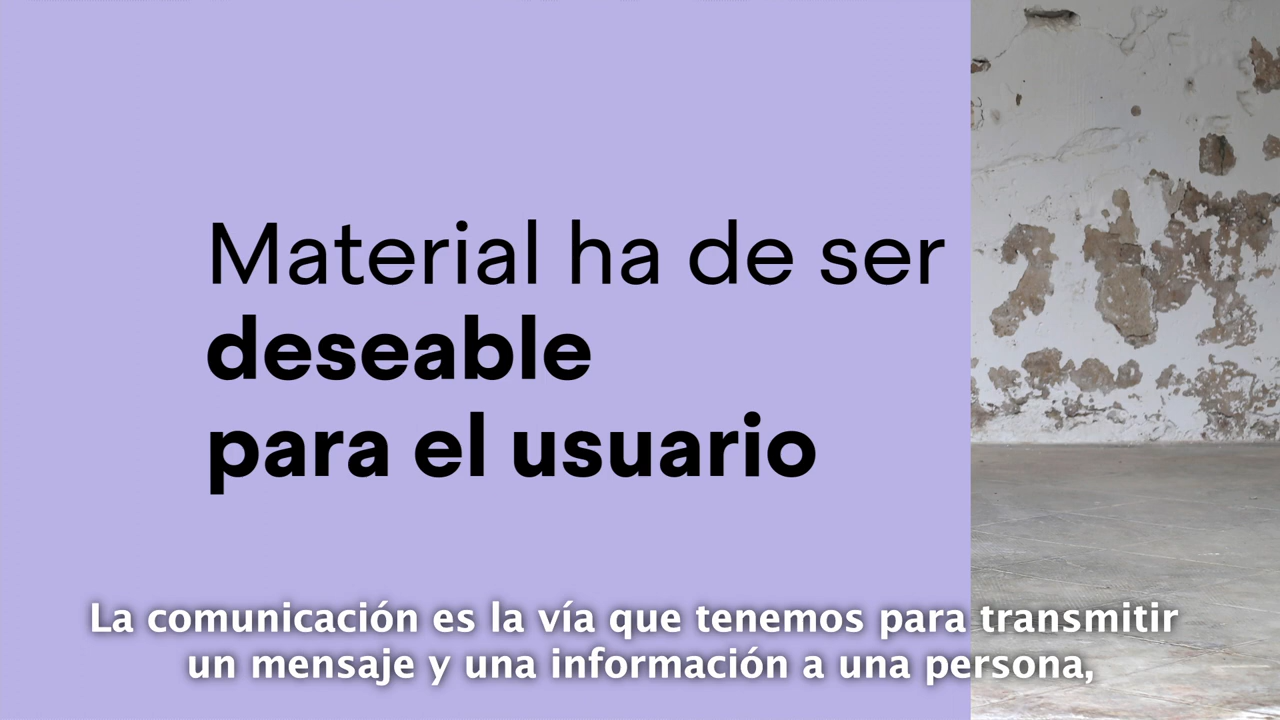 Material ha de ser
deseable
para el usuario
La comunicación es la vía que tenemos para transmitir
un mensaje y una información a una persona,